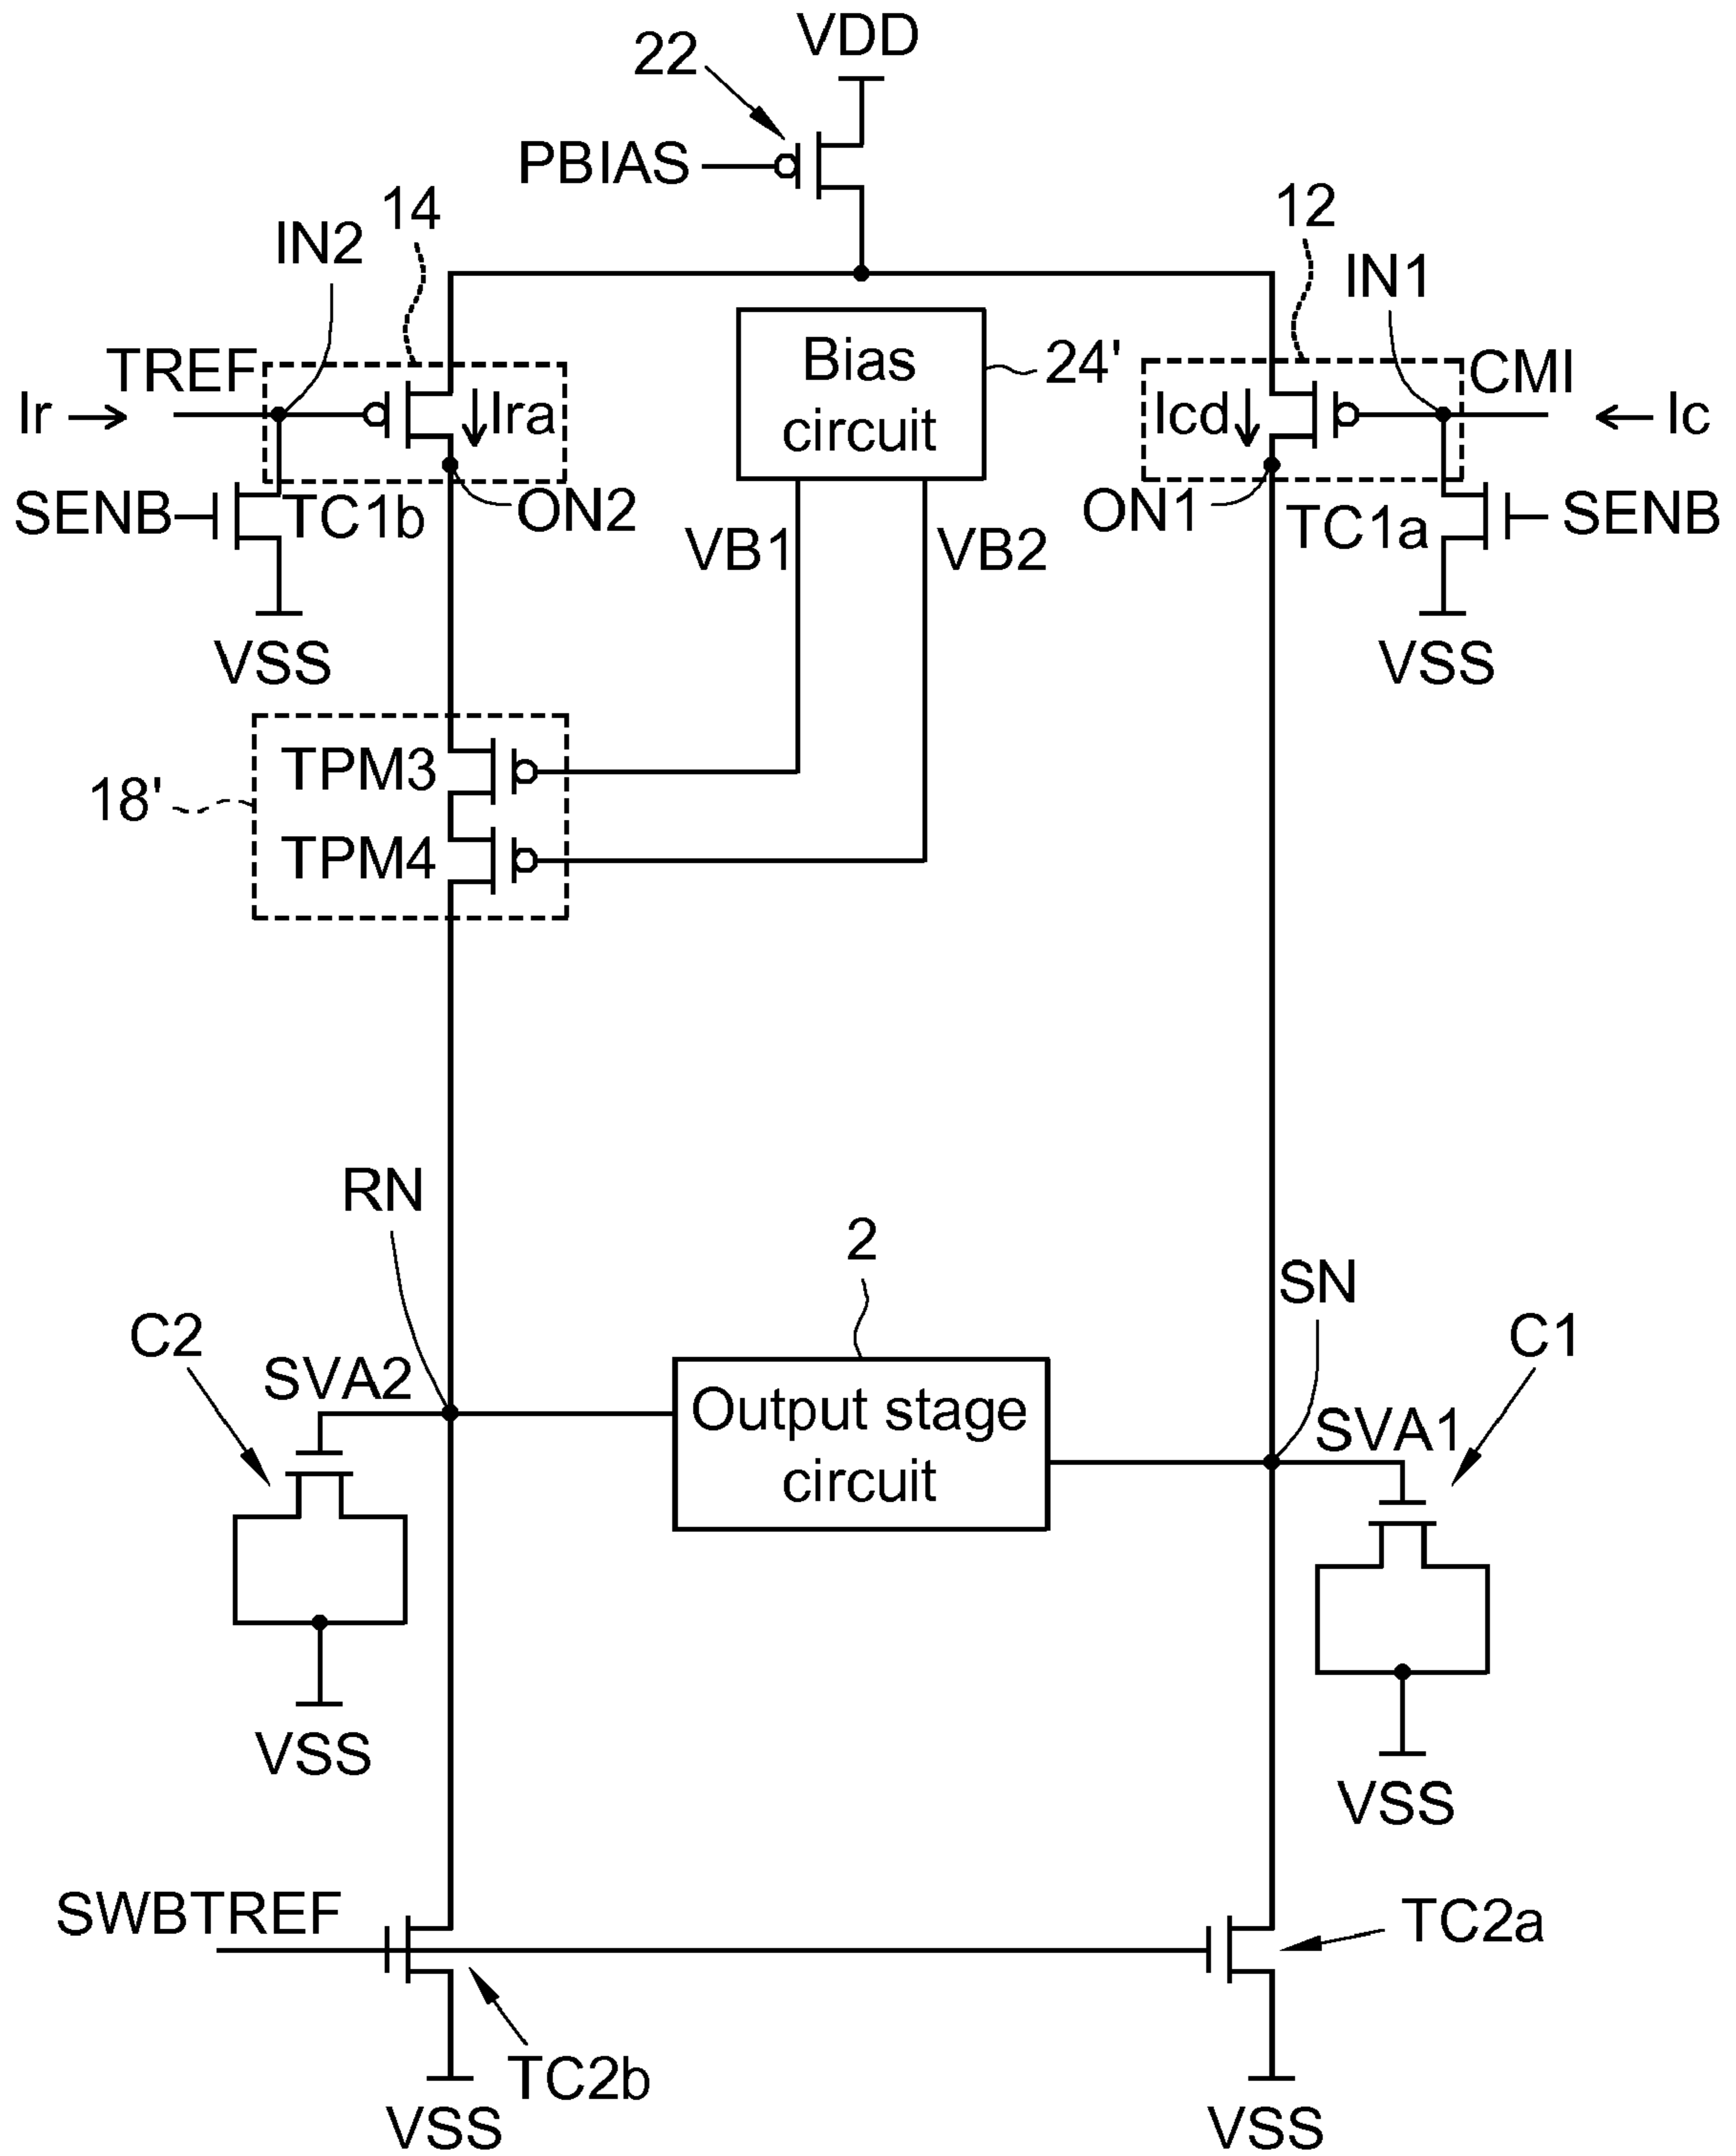 VDD
22
PBIAS
14
12
IN2
IN1
TREF
CMI
Bias
circuit
24'
Ir
Ira
Icd
Ic
SENB
TC1b
ON2
ON1
TC1a
SENB
VB1
VB2
VSS
VSS
TPM3
18'
TPM4
RN
2
SN
C2
C1
SVA2
Output stage
circuit
SVA1
VSS
VSS
SWBTREF
TC2a
TC2b
VSS
VSS